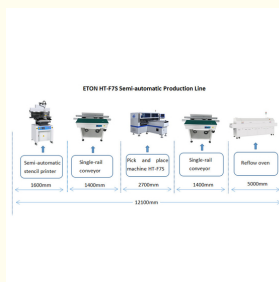 ETON HT-F7S Semi-automatic Production Line
Semi-automatic
stencil printer
Single-rail
conveyor
Pick and place
machine HT-F7S
Single-rail
conveyor
Reflow oven
1600mm
1400mm
2700mm
1400mm
5000mm
12100mm